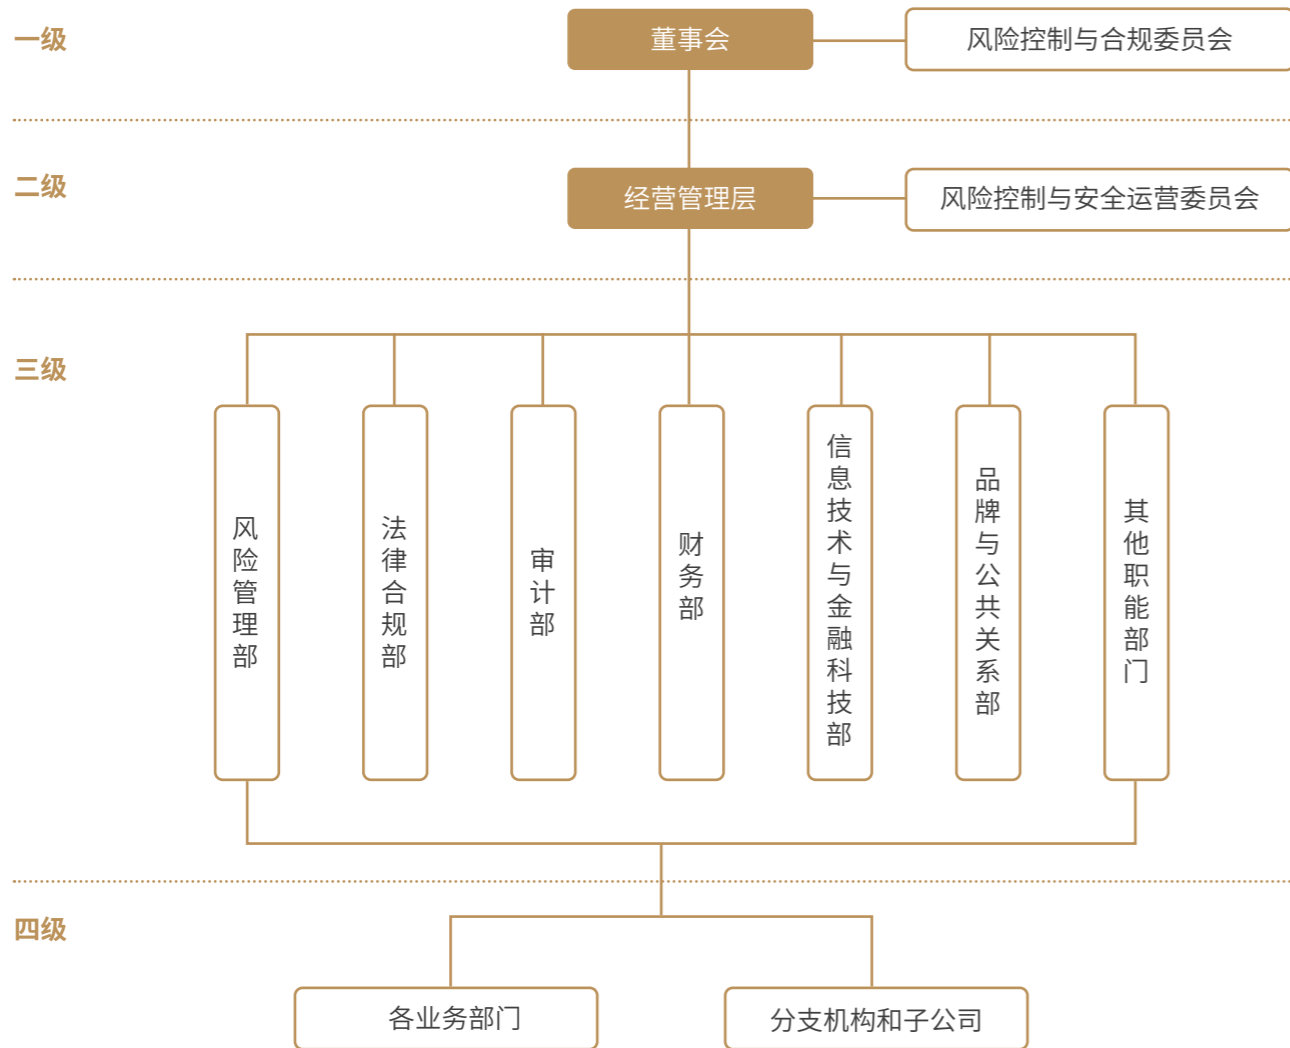 一级
董事会
风险控制与合规委员会
二级
经营管理层
风险控制与安全运营委员会
三级
风险管理部
法律合规部
审计部
财务部
信息技术与金融科技部
品牌与公共关系部
其他职能部门
四级
各业务部门
分支机构和子公司